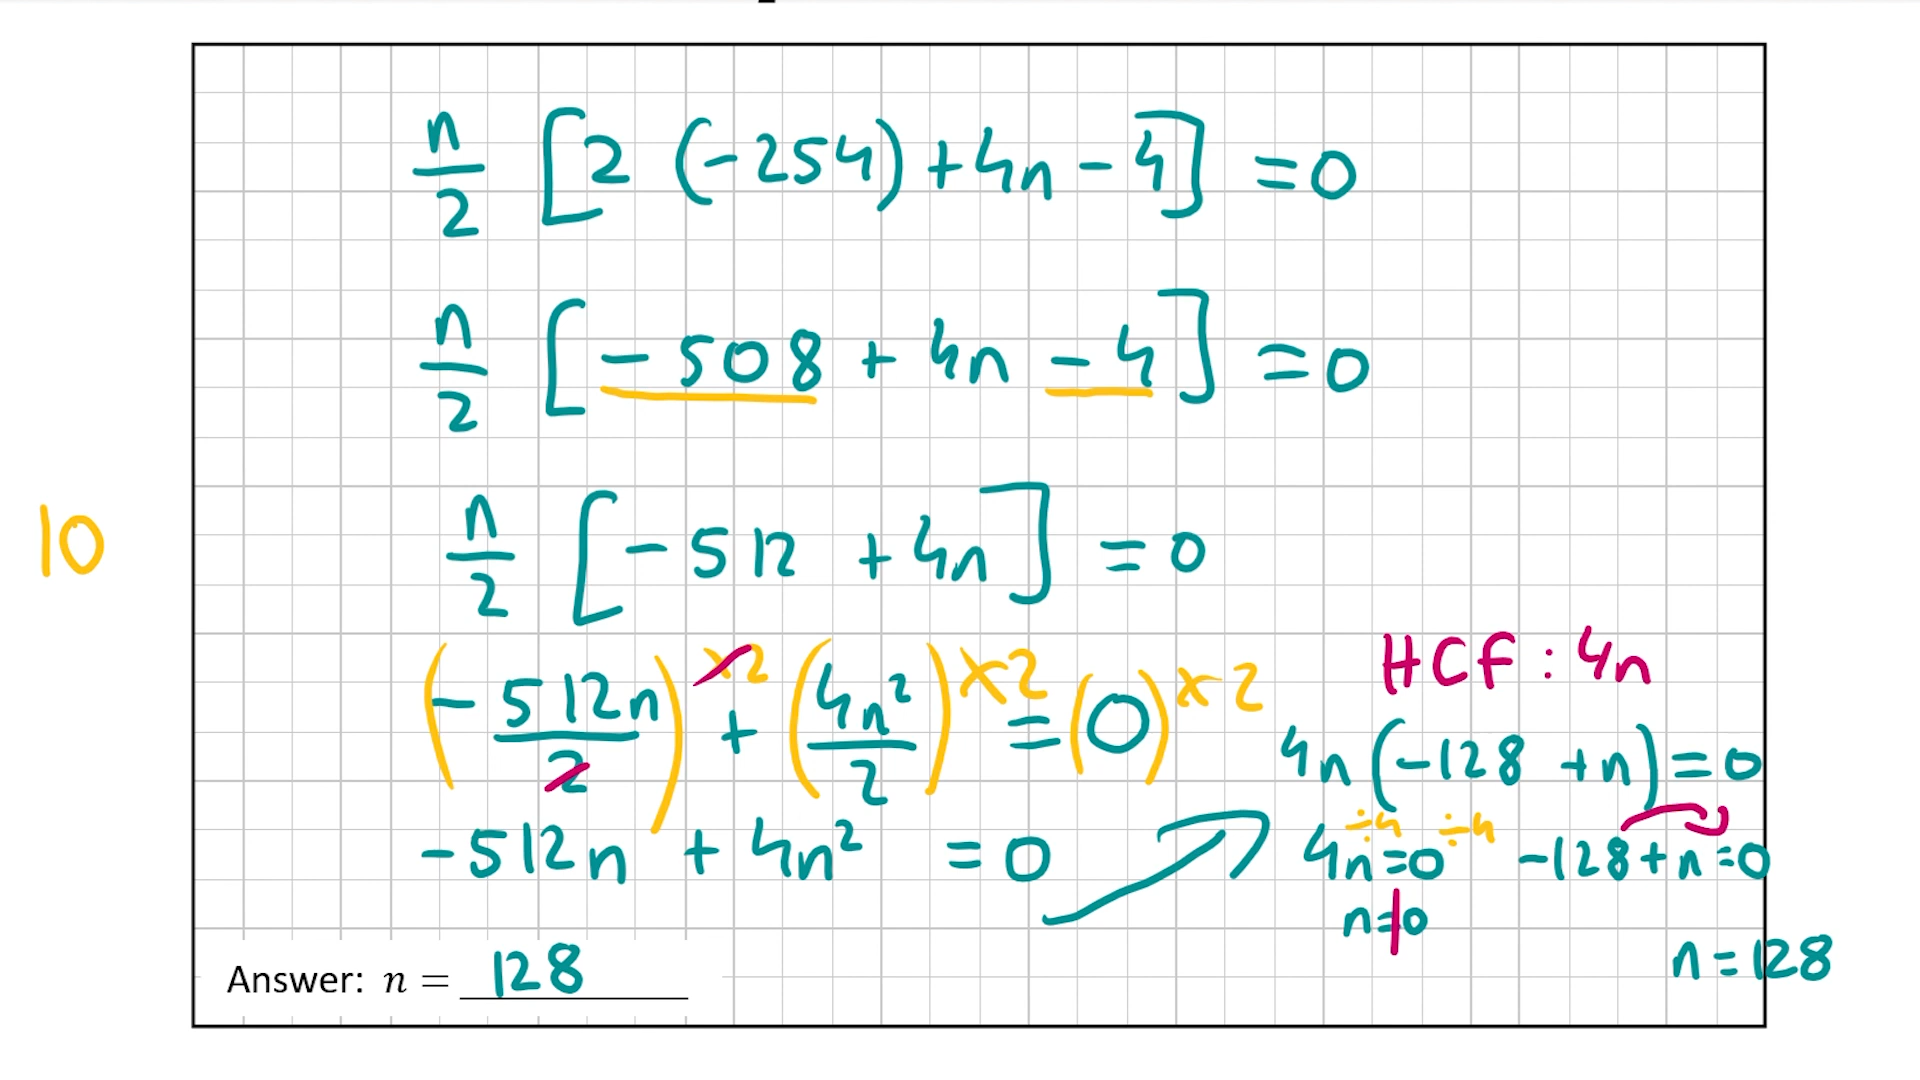 n/2 [2 (-254) + 4n - 4] = 0
n/2 [-508 + 4n - 4] = 0
10
n/2 [-512 + 4n] = 0
(-512n/2)×2 + (4n²/2)×2 = (0)×2
-512n + 4n² = 0
HCF : 4n
4n (-128 + n) = 0
÷4 ÷4
4n = 0 -128 + n = 0
n = 0
n = 128
Answer: n = 128